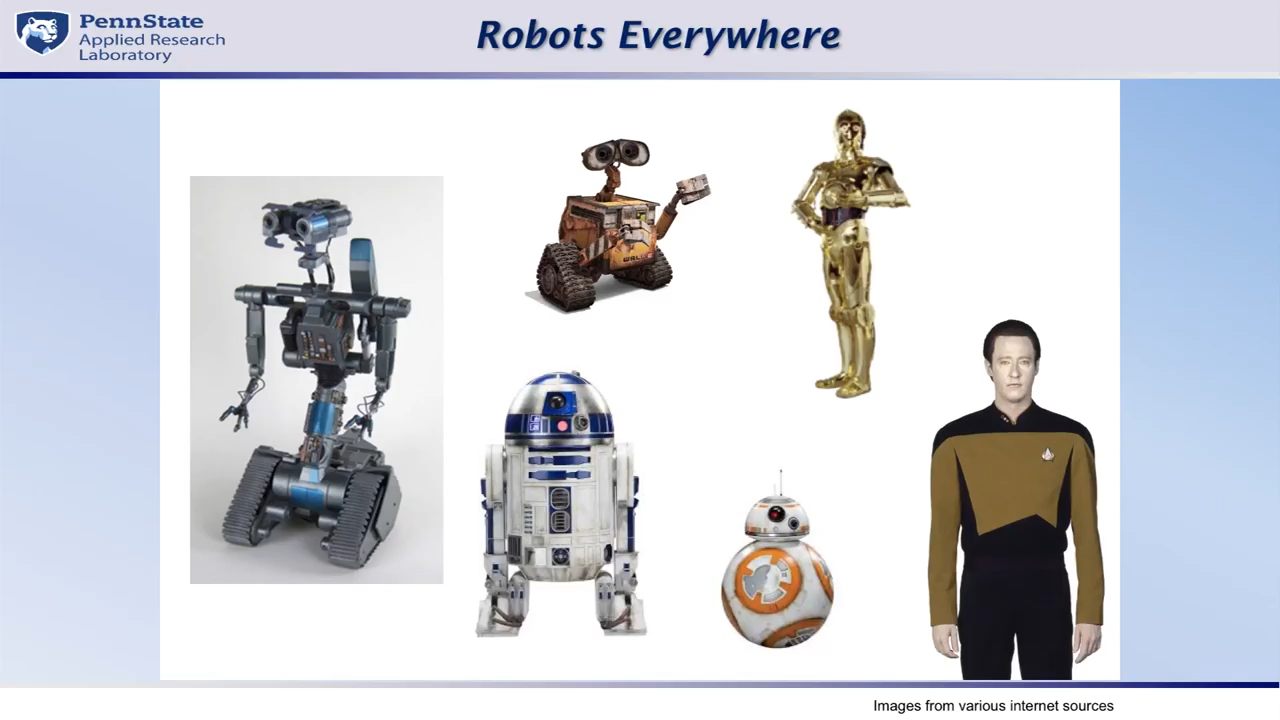 PennState
Applied Research
Laboratory
Robots Everywhere
WALL
Images from various internet sources